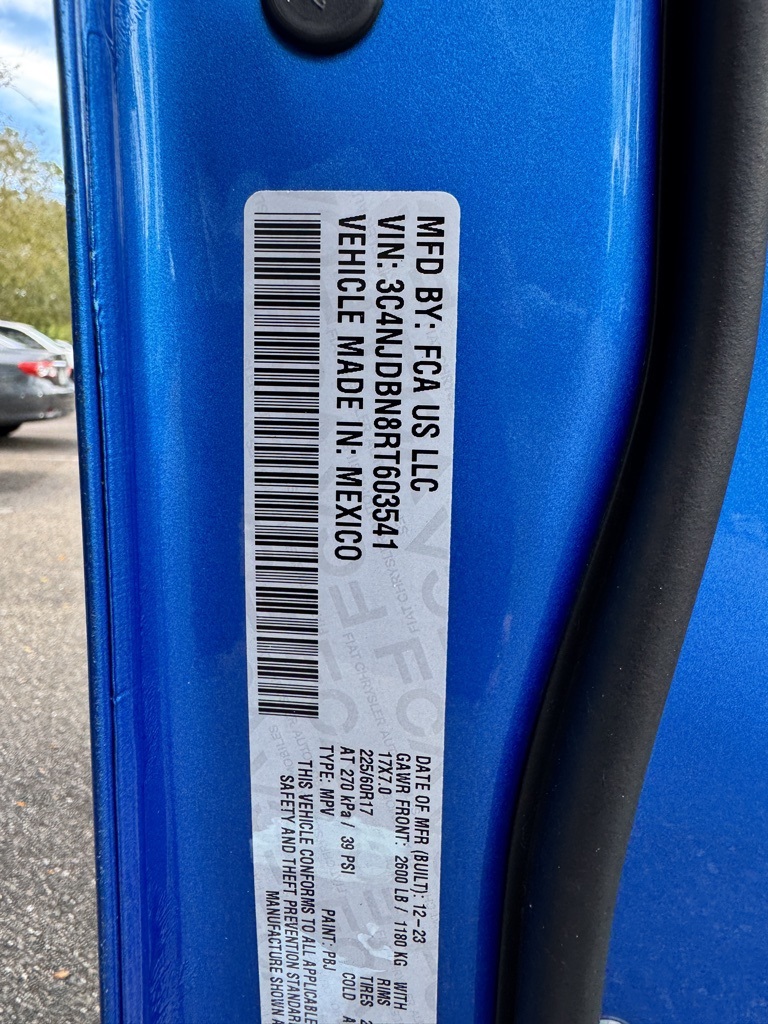 MFD BY: FCA US LLC
VIN: 3C4NJDBN8RT603541
VEHICLE MADE IN: MEXICO
DATE OF MFR (BUILT): 12-23
GAWR FRONT: 2600 LB / 1180 KG WITH
17X7.0 RIMS
225/60R17 TIRES
AT 270 kPa / 39 PSI COLD
TYPE: MPV PAINT: PBJ
THIS VEHICLE CONFORMS TO ALL APPLICABLE
SAFETY AND THEFT PREVENTION
MANUFACTURE SHOWN